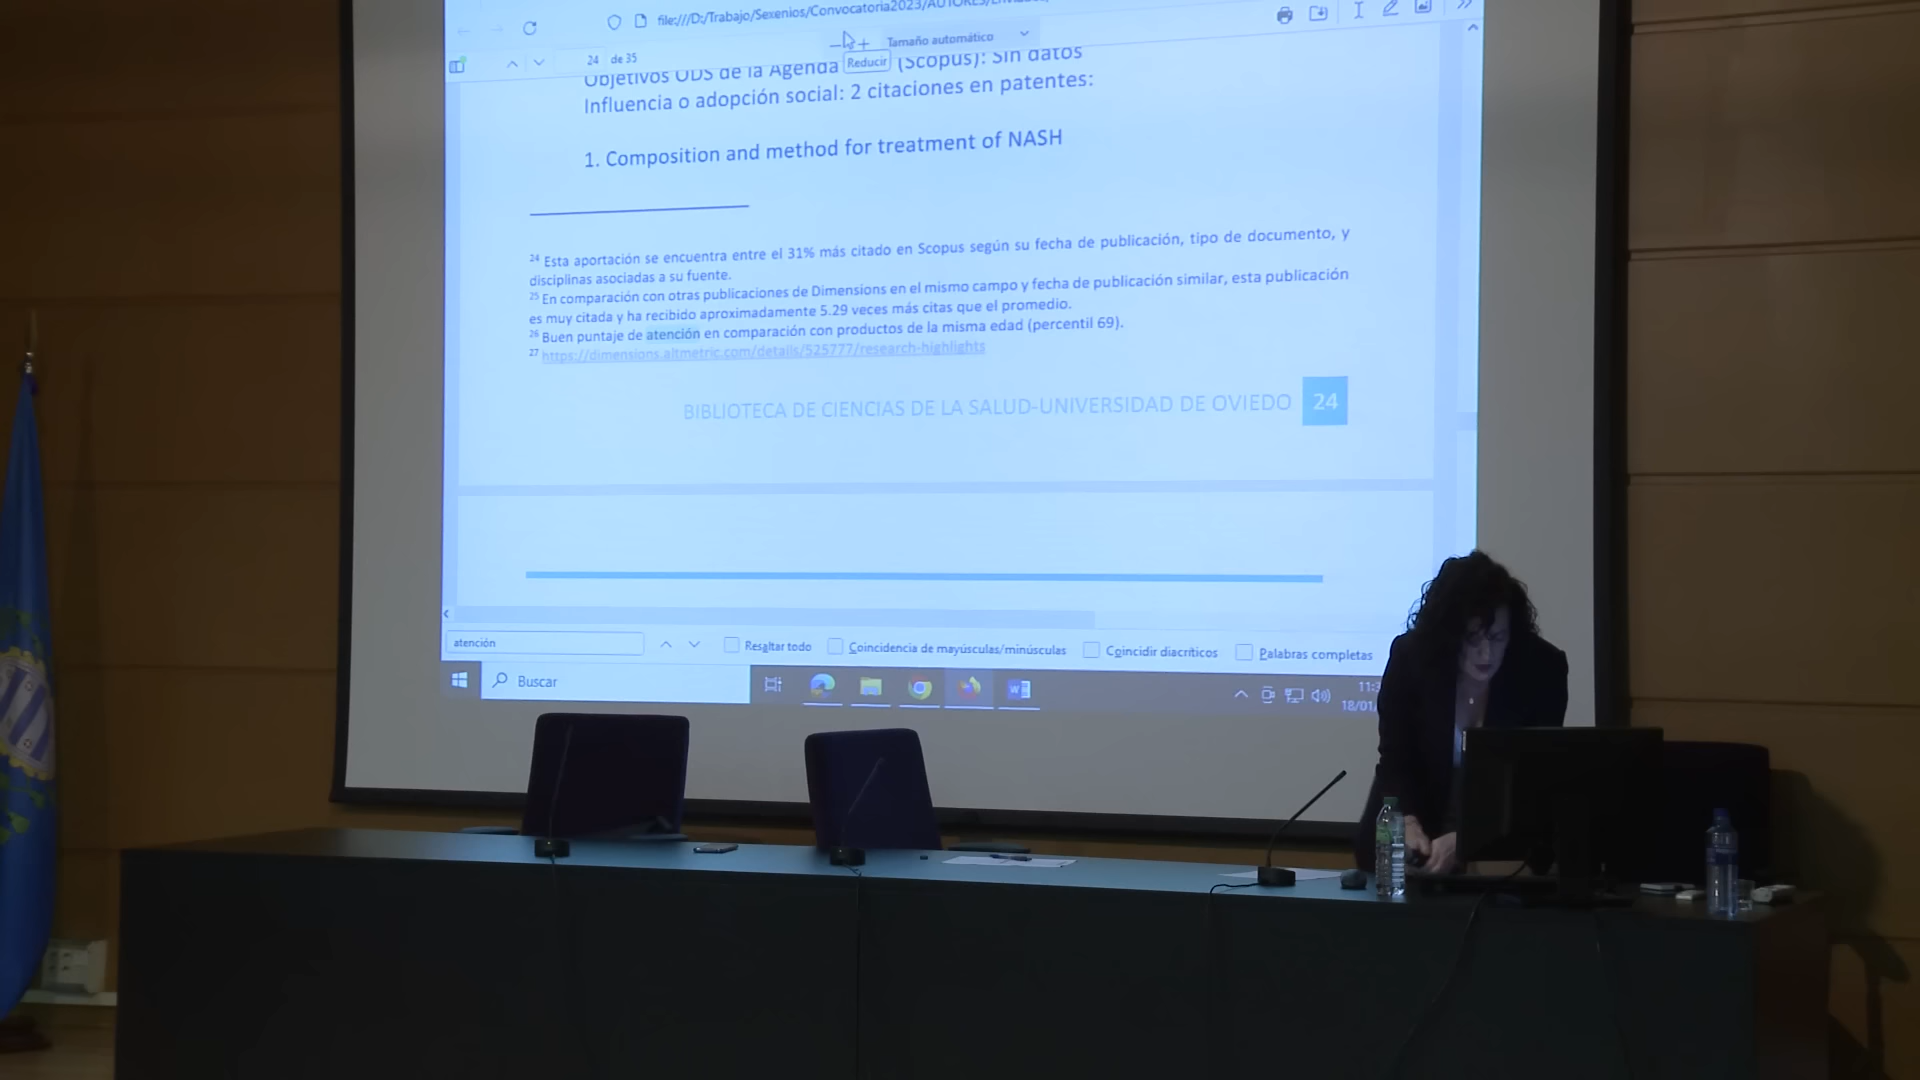 file:///D:/Trabajo/Sexenios/Convocatoria2023/AUTORES/
24 de 35
Tamaño automático
Reducir
Objetivos ODS de la Agenda (Scopus): Sin datos
Influencia o adopción social: 2 citaciones en patentes:
1. Composition and method for treatment of NASH
24 Esta aportación se encuentra entre el 31% más citado en Scopus según su fecha de publicación, tipo de documento, y
disciplinas asociadas a su fuente.
25 En comparación con otras publicaciones de Dimensions en el mismo campo y fecha de publicación similar, esta publicación
es muy citada y ha recibido aproximadamente 5.29 veces más citas que el promedio.
26 Buen puntaje de atención en comparación con productos de la misma edad (percentil 69).
27 https://dimensions.altmetric.com/details/525777/research-highlights
BIBLIOTECA DE CIENCIAS DE LA SALUD-UNIVERSIDAD DE OVIEDO 24
atención
Resaltar todo
Coincidencia de mayúsculas/minúsculas
Coincidir diacríticos
Palabras completas
Buscar
11:3
18/01/